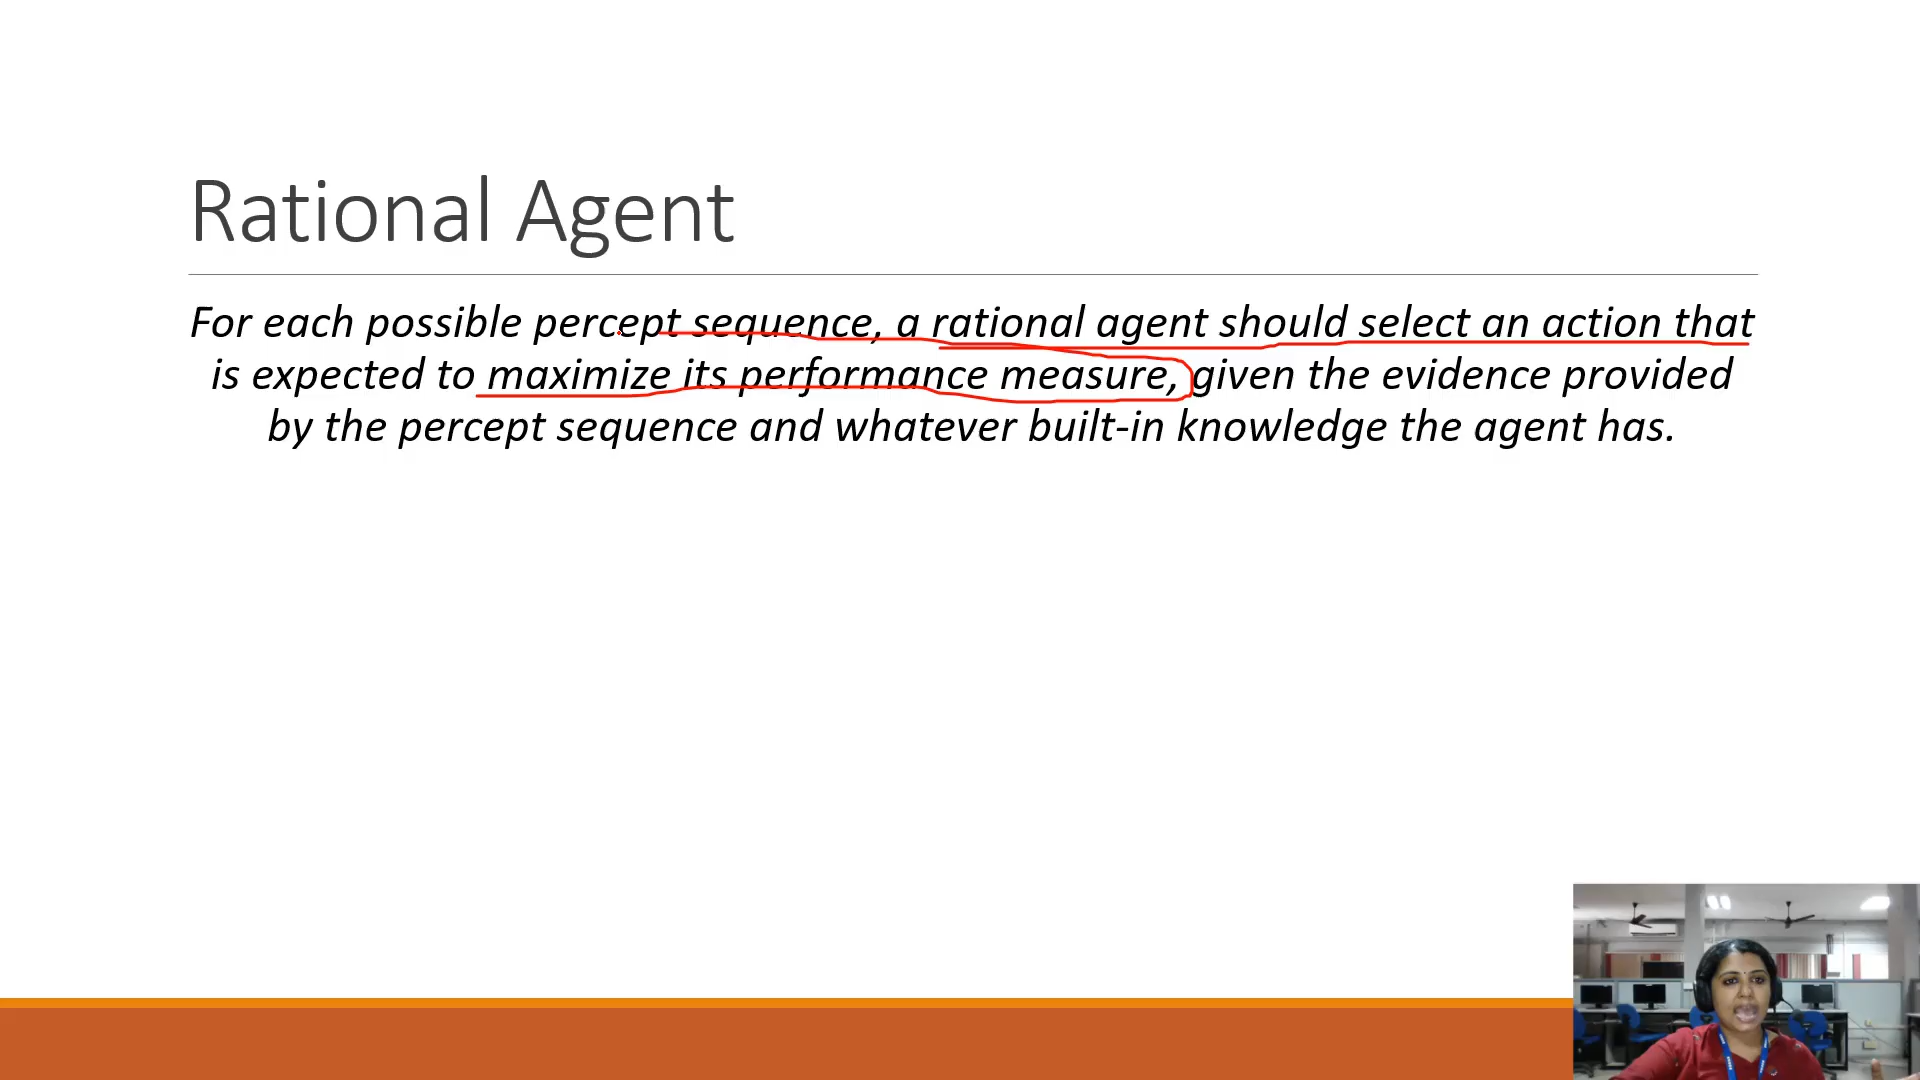 Rational Agent
For each possible percept sequence, a rational agent should select an action that
is expected to maximize its performance measure, given the evidence provided
by the percept sequence and whatever built-in knowledge the agent has.